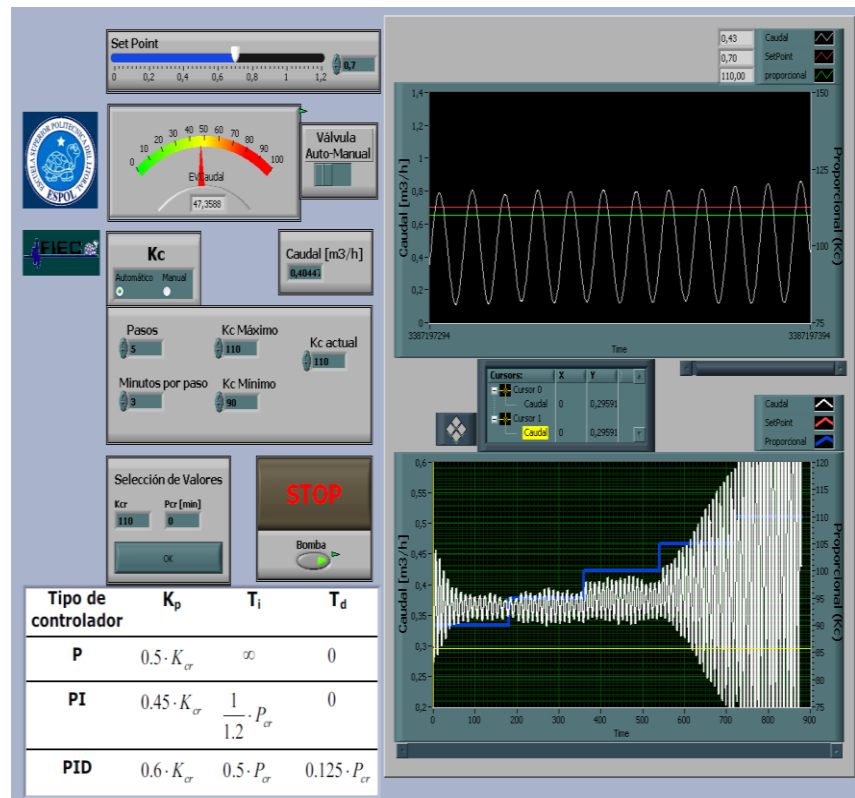 Set Point
0 0,2 0,4 0,6 0,8 1 1,2
0,7
ESCUELA SUPERIOR POLITECNICA DEL LITORAL
ESPOL
0 10 20 30 40 50 60 70 80 90 100
47,3588
Válvula
Auto-Manual
FIEC
Kc
Automático Manual
Caudal [m3/h]
Pasos
5
Kc Máximo
110
Kc actual
110
Minutos por paso
3
Kc Mínimo
90
Selección de Valores
Kcr Pcr [min]
110 0
OK
STOP
Bomba
Tipo de controlador Kp Ti Td
P 0.5 · Kcr ∞ 0
PI 0.45 · Kcr 1/1.2 · Pcr 0
PID 0.6 · Kcr 0.5 · Pcr 0.125 · Pcr
0,43 Caudal
0,70 SetPoint
110,00 proporcional
Caudal [m3/h]
1,4
1,2
1
0,8
0,6
0,4
0,2
0
Proporcional (Kc)
150
125
100
75
3387197294 3387197394
Time
Cursors: X Y
Cursor 0
Caudal 0 0,29591
Cursor 1
Caudal 0 0,29591
Caudal
SetPoint
Proporcional
Caudal [m3/h]
0,6
0,55
0,5
0,45
0,4
0,35
0,3
0,25
0,2
Proporcional (Kc)
120
115
110
105
100
95
90
85
80
75
0 100 200 300 400 500 600 700 800 900
Time